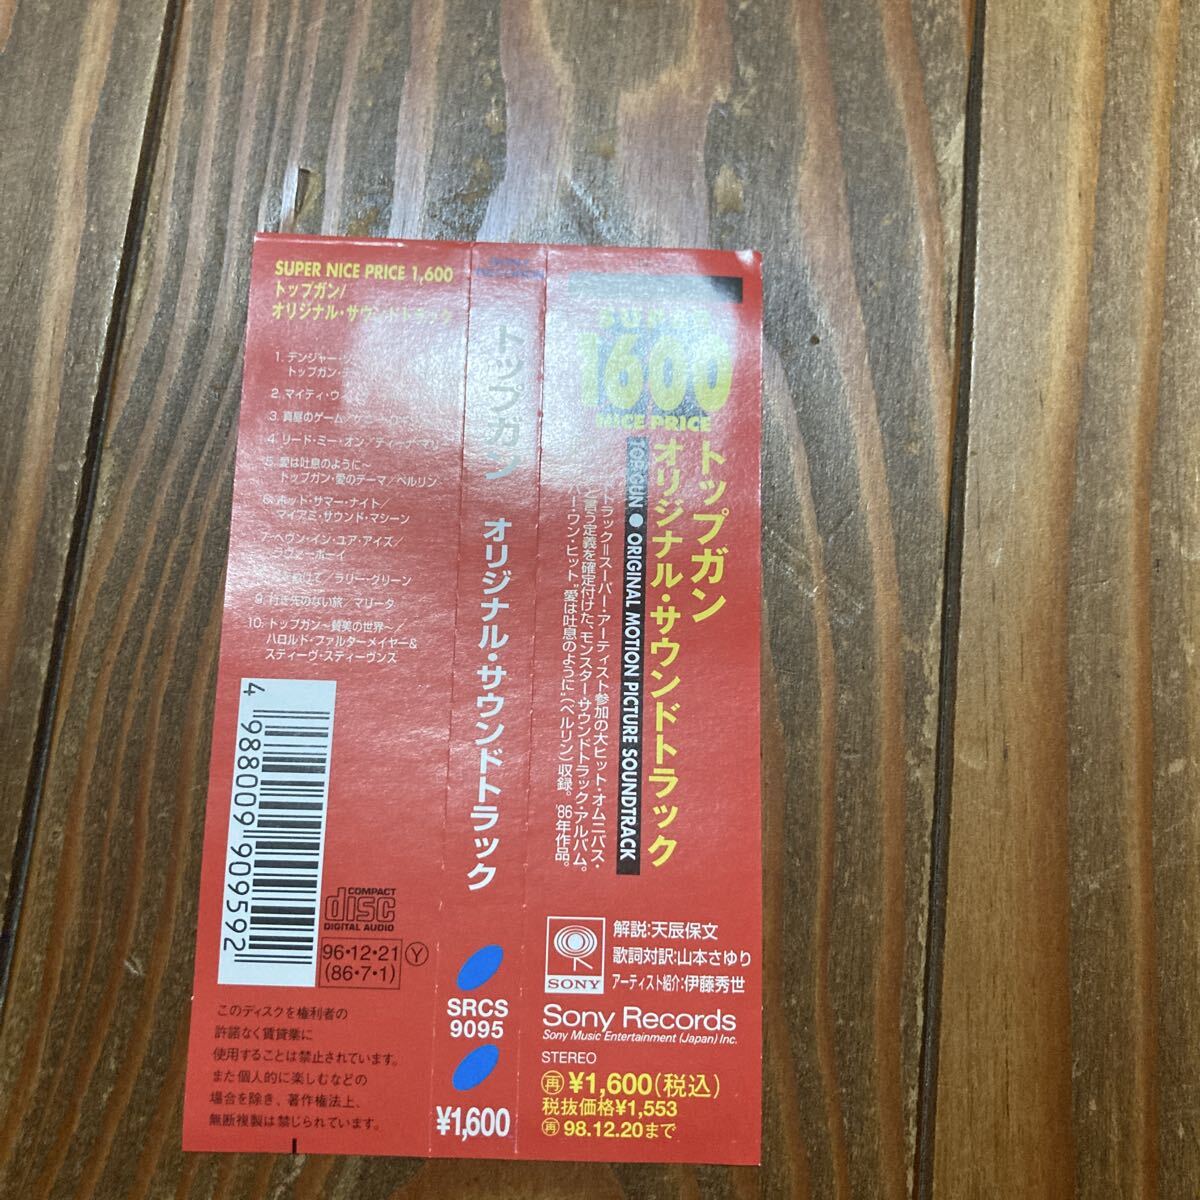 SUPER NICE PRICE 1,600
トップガン/
オリジナル・サウンドトラック
1. デンジャー・
トップガン・
2. マイティ・ウィ
3. 真昼のゲーム/
4. リード・ミー・オン/ティーナ・マリー
5. 愛は吐息のように〜
トップガン・愛のテーマ/ベルリン
6. ホット・サマー・ナイト/
マイアミ・サウンド・マシーン
7. ヘヴン・イン・ユア・アイズ/
ラヴァーボーイ
ラリー・グリーン
9. 行き先のない旅/マリータ
10. トップガン〜賛美の世界〜/
ハロルド・ファルターメイヤー&
スティーヴ・スティーヴンス
4 988009 909592
COMPACT
disc
DIGITAL AUDIO
96・12・21
(86・7・1)
Y
このディスクを権利者の
許諾なく賃貸業に
使用することは禁止されています。
また個人的に楽しむなどの
場合を除き、著作権法上、
無断複製は禁じられています。
SONY
RECORDS
トップガン オリジナル・サウンドトラック
SRCS
9095
¥1,600
SUPER
1600
NICE PRICE
トップガン
オリジナル・サウンドトラック
TOP GUN ● ORIGINAL MOTION PICTURE SOUNDTRACK
トラック=スーパー・アーティスト参加の大ヒット・オムニバス・
と言う定義を確定付けた、モンスター・サウンドトラック・アルバム。
ー・ワン・ヒット、"愛は吐息のように"(ベルリン)収録。'86年作品。
SONY
解説:天辰保文
歌詞対訳:山本さゆり
アーティスト紹介:伊藤秀世
Sony Records
Sony Music Entertainment (Japan) Inc.
STEREO
再 ¥1,600(税込)
税抜価格¥1,553
再 98.12.20まで